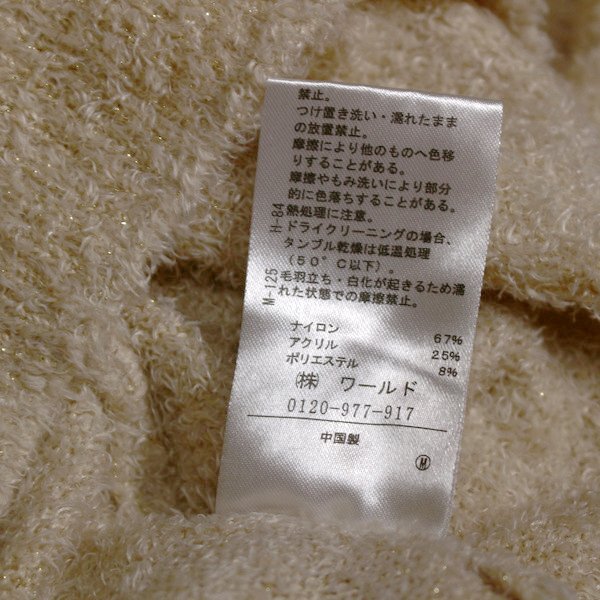 禁止。
つけ置き洗い・濡れたまま
の放置禁止。
摩擦により他のものへ色移
りすることがある。
摩擦やもみ洗いにより部分
的に色落ちすることがある。
H-84 熱処理に注意。
ドライクリーニングの場合、
タンブル乾燥は低温処理
(50°C以下)。
M-125 毛羽立ち・白化が起きるため濡
れた状態での摩擦禁止。
ナイロン 67%
アクリル 25%
ポリエステル 8%
(株) ワールド
0120-977-917
中国製
M